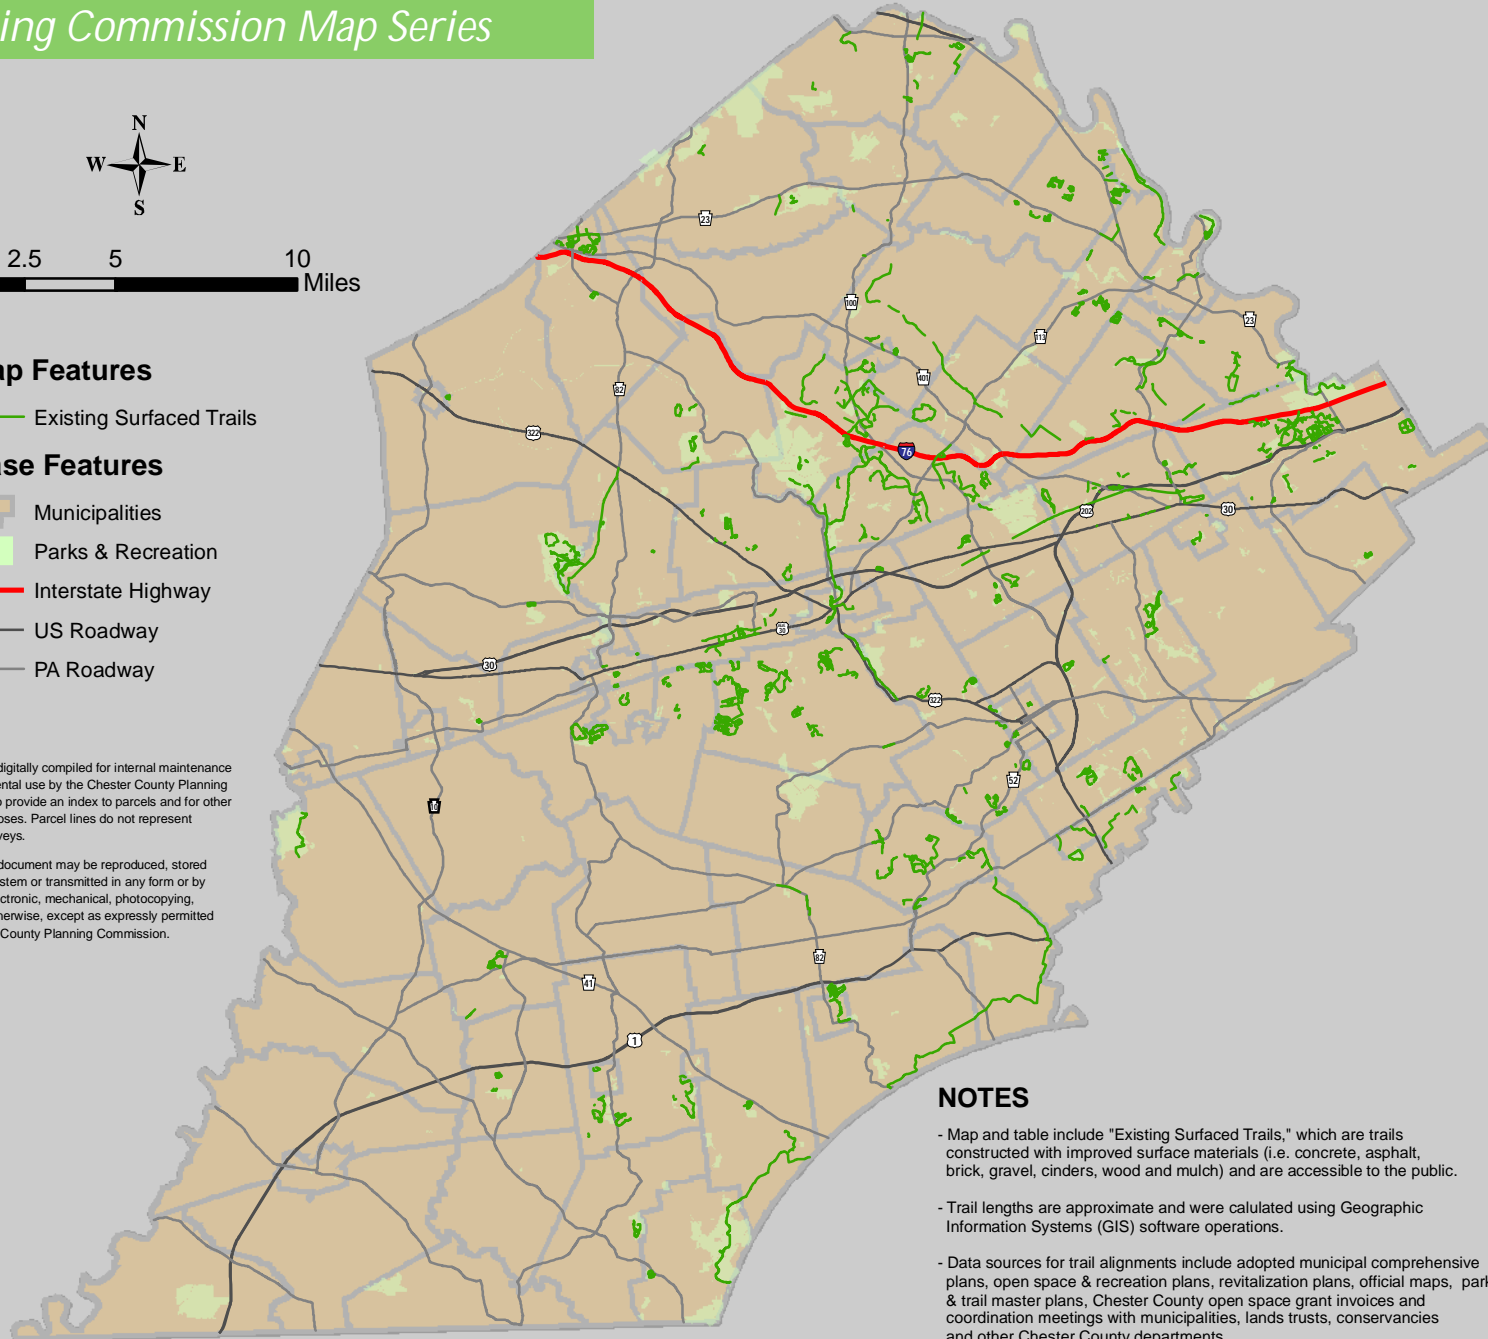 ing Commission Map Series
N
W E
S
2.5 5 10
Miles
ap Features
Existing Surfaced Trails
ase Features
Municipalities
Parks & Recreation
Interstate Highway
US Roadway
PA Roadway
digitally compiled for internal maintenance
ental use by the Chester County Planning
o provide an index to parcels and for other
oses. Parcel lines do not represent
veys.
document may be reproduced, stored
stem or transmitted in any form or by
ctronic, mechanical, photocopying,
herwise, except as expressly permitted
County Planning Commission.
23
100
23
113
401
82
322
76
202
30
30
30
322
52
10
82
41
1
NOTES
- Map and table include "Existing Surfaced Trails," which are trails
constructed with improved surface materials (i.e. concrete, asphalt,
brick, gravel, cinders, wood and mulch) and are accessible to the public.
- Trail lengths are approximate and were calulated using Geographic
Information Systems (GIS) software operations.
- Data sources for trail alignments include adopted municipal comprehensive
plans, open space & recreation plans, revitalization plans, official maps, park
& trail master plans, Chester County open space grant invoices and
coordination meetings with municipalities, lands trusts, conservancies
and other Chester County departments.